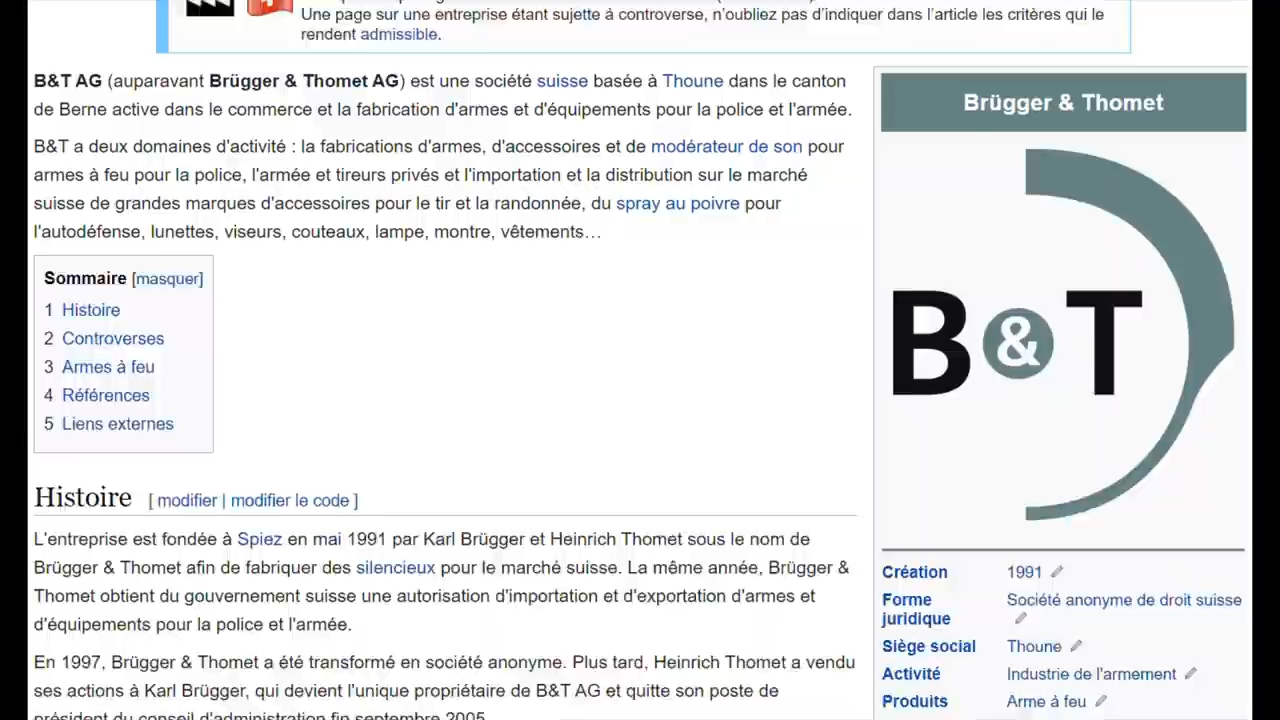 Une page sur une entreprise étant sujette à controverse, n’oubliez pas d’indiquer dans l’article les critères qui le
rendent admissible.
B&T AG (auparavant Brügger & Thomet AG) est une société suisse basée à Thoune dans le canton
de Berne active dans le commerce et la fabrication d'armes et d'équipements pour la police et l'armée.
B&T a deux domaines d'activité : la fabrications d'armes, d'accessoires et de modérateur de son pour
armes à feu pour la police, l'armée et tireurs privés et l'importation et la distribution sur le marché
suisse de grandes marques d'accessoires pour le tir et la randonnée, du spray au poivre pour
l'autodéfense, lunettes, viseurs, couteaux, lampe, montre, vêtements…
Sommaire [masquer]
1 Histoire
2 Controverses
3 Armes à feu
4 Références
5 Liens externes
Histoire [ modifier | modifier le code ]
L'entreprise est fondée à Spiez en mai 1991 par Karl Brügger et Heinrich Thomet sous le nom de
Brügger & Thomet afin de fabriquer des silencieux pour le marché suisse. La même année, Brügger &
Thomet obtient du gouvernement suisse une autorisation d'importation et d'exportation d'armes et
d'équipements pour la police et l'armée.
En 1997, Brügger & Thomet a été transformé en société anonyme. Plus tard, Heinrich Thomet a vendu
ses actions à Karl Brügger, qui devient l'unique propriétaire de B&T AG et quitte son poste de
président du conseil d'administration fin septembre 2005.
Brügger & Thomet
B&T
Création 1991
Forme juridique Société anonyme de droit suisse
Siège social Thoune
Activité Industrie de l'armement
Produits Arme à feu